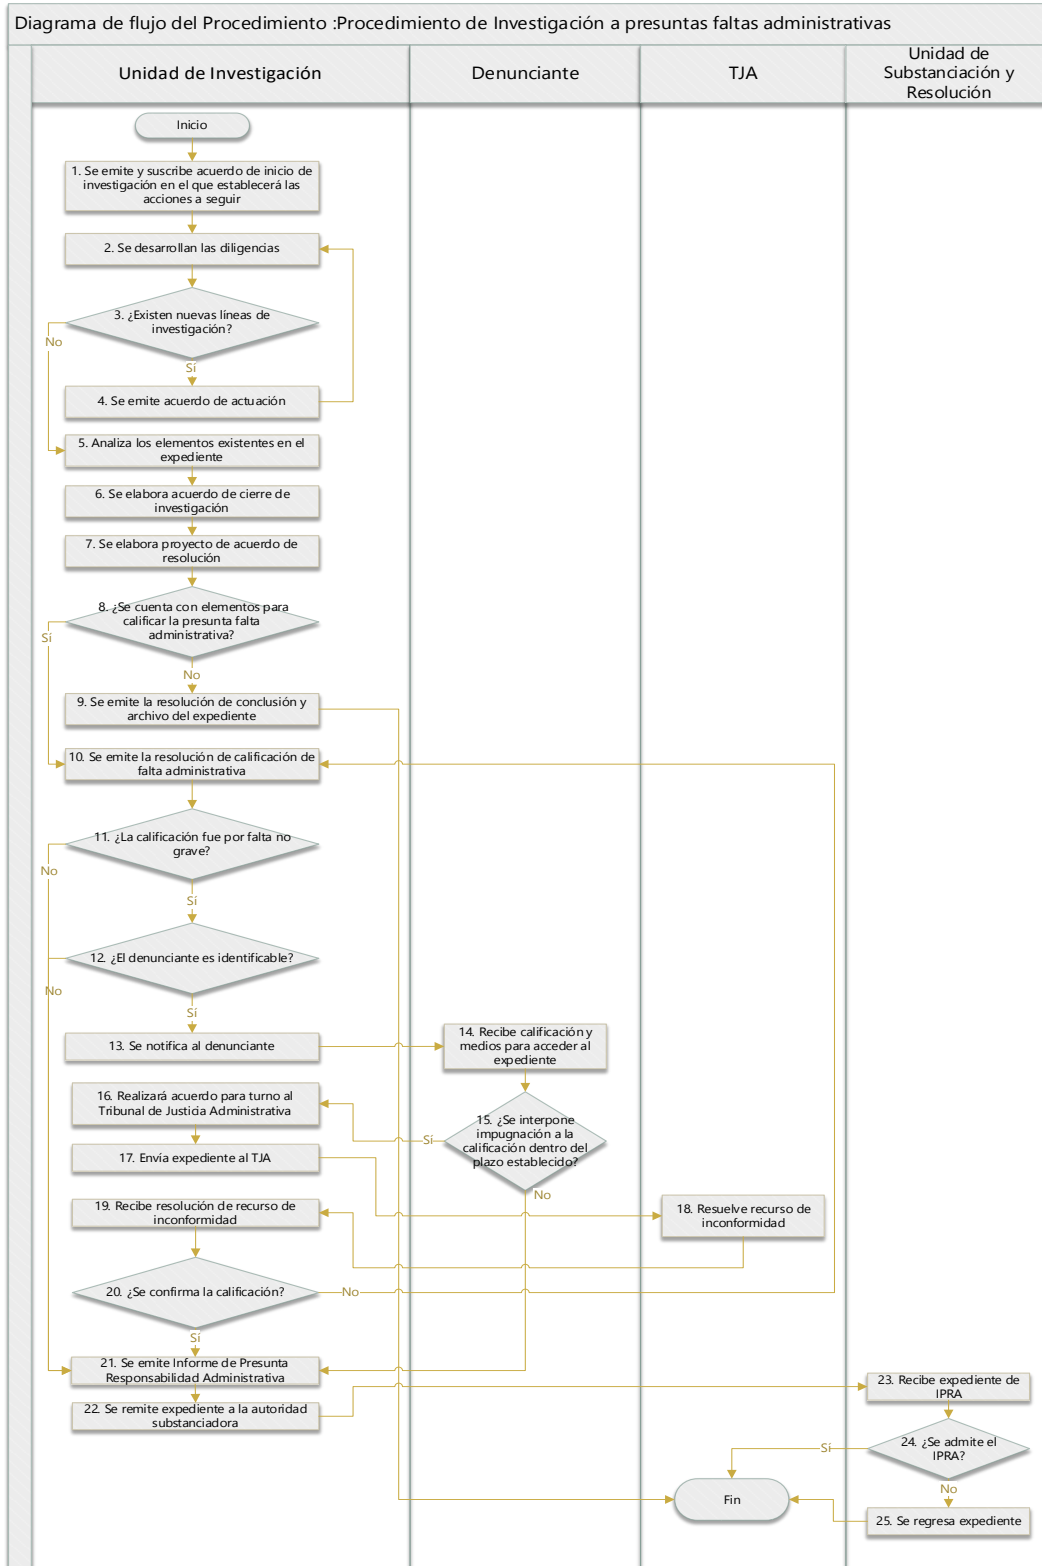 Diagrama de flujo del Procedimiento :Procedimiento de Investigación a presuntas faltas administrativas
Unidad de Investigación
Denunciante
TJA
Unidad de
Substanciación y
Resolución
Inicio
1. Se emite y suscribe acuerdo de inicio de
investigación en el que establecerá las
acciones a seguir
2. Se desarrollan las diligencias
3. ¿Existen nuevas líneas de
investigación?
No
Sí
4. Se emite acuerdo de actuación
5. Analiza los elementos existentes en el
expediente
6. Se elabora acuerdo de cierre de
investigación
7. Se elabora proyecto de acuerdo de
resolución
8. ¿Se cuenta con elementos para
calificar la presunta falta
administrativa?
Sí
No
9. Se emite la resolución de conclusión y
archivo del expediente
10. Se emite la resolución de calificación de
falta administrativa
11. ¿La calificación fue por falta no
grave?
No
Sí
12. ¿El denunciante es identificable?
No
Sí
13. Se notifica al denunciante
14. Recibe calificación y
medios para acceder al
expediente
15. ¿Se interpone
impugnación a la
calificación dentro del
plazo establecido?
Sí
No
16. Realizará acuerdo para turno al
Tribunal de Justicia Administrativa
17. Envía expediente al TJA
18. Resuelve recurso de
inconformidad
19. Recibe resolución de recurso de
inconformidad
20. ¿Se confirma la calificación?
No
Sí
21. Se emite Informe de Presunta
Responsabilidad Administrativa
22. Se remite expediente a la autoridad
substanciadora
23. Recibe expediente de
IPRA
24. ¿Se admite el
IPRA?
Sí
No
25. Se regresa expediente
Fin